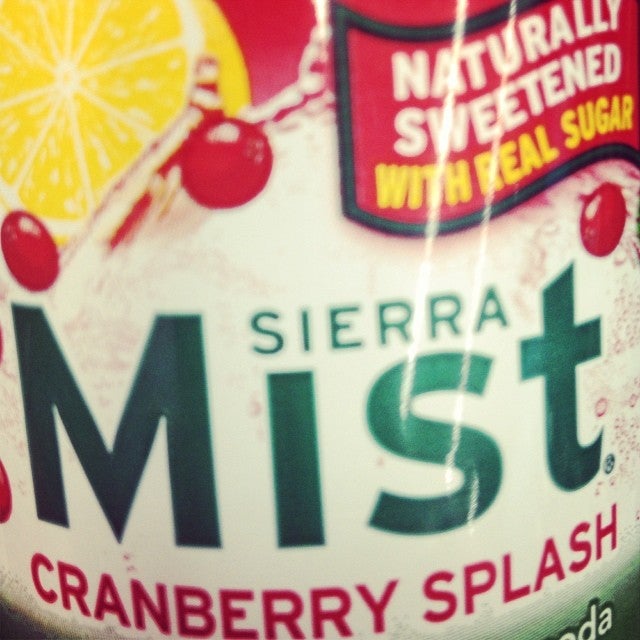 NATURALLY
SWEETENED
WITH REAL SUGAR
SIERRA
Mist®
CRANBERRY SPLASH